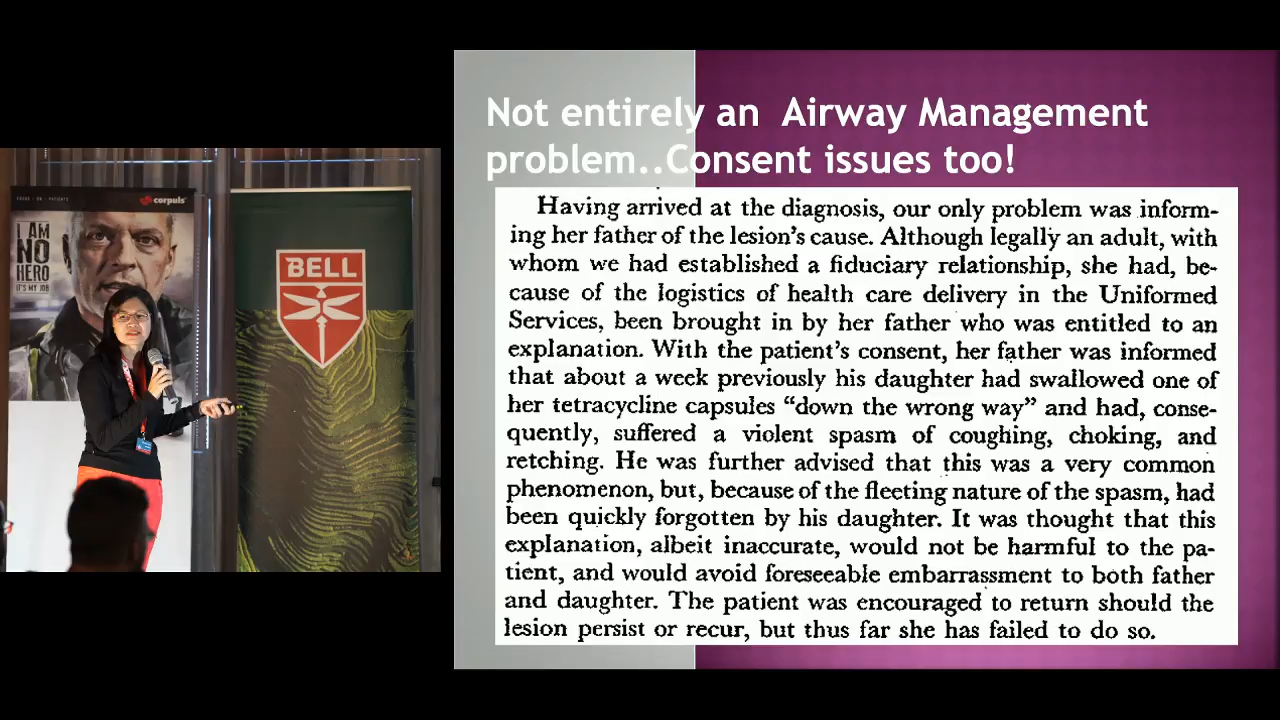 FOCUS · ON · PATIENTS
corpuls
I AM
NO
HERO
IT'S MY JOB
BELL
Not entirely an Airway Management
problem..Consent issues too!
Having arrived at the diagnosis, our only problem was inform-
ing her father of the lesion's cause. Although legally an adult, with
whom we had established a fiduciary relationship, she had, be-
cause of the logistics of health care delivery in the Uniformed
Services, been brought in by her father who was entitled to an
explanation. With the patient's consent, her father was informed
that about a week previously his daughter had swallowed one of
her tetracycline capsules “down the wrong way” and had, conse-
quently, suffered a violent spasm of coughing, choking, and
retching. He was further advised that this was a very common
phenomenon, but, because of the fleeting nature of the spasm, had
been quickly forgotten by his daughter. It was thought that this
explanation, albeit inaccurate, would not be harmful to the pa-
tient, and would avoid foreseeable embarrassment to both father
and daughter. The patient was encouraged to return should the
lesion persist or recur, but thus far she has failed to do so.